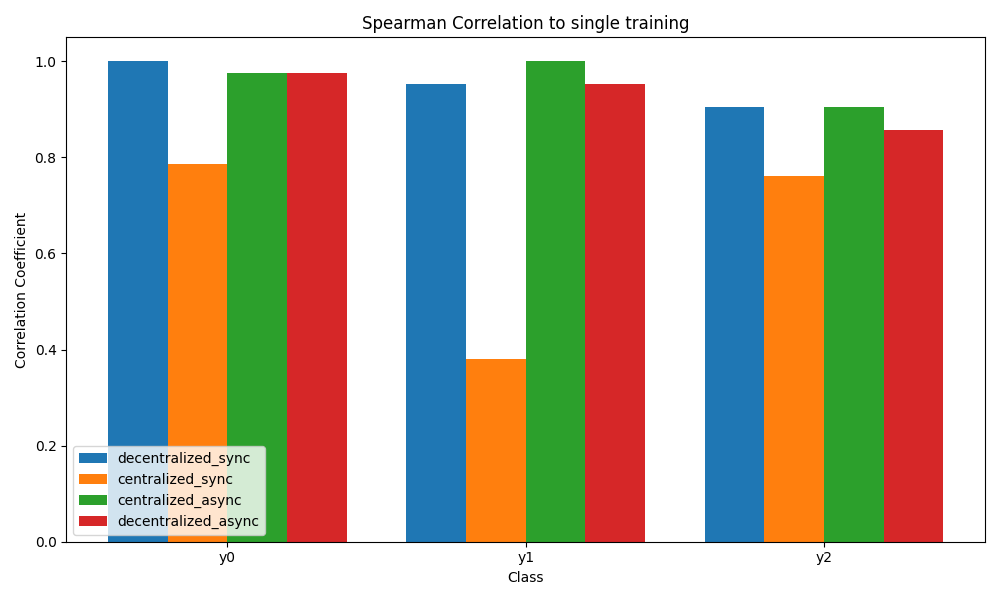 Spearman Correlation to single training
Correlation Coefficient
1.0
0.8
0.6
0.4
0.2
0.0
decentralized_sync
centralized_sync
centralized_async
decentralized_async
y0
y1
y2
Class